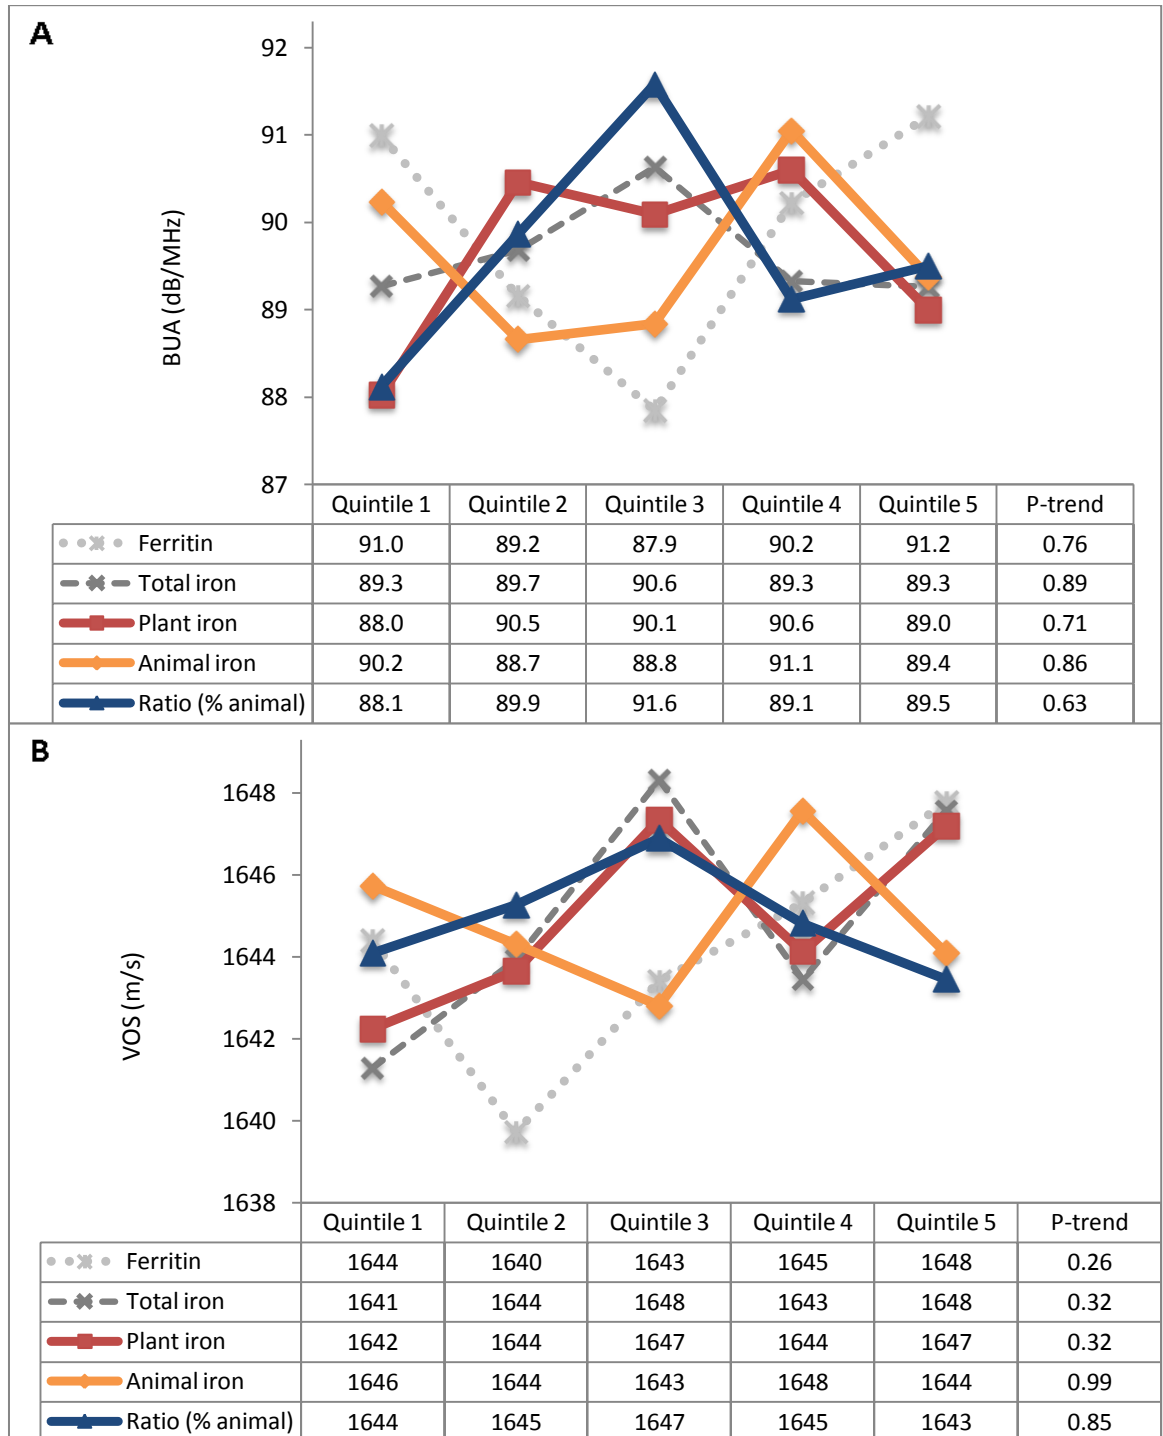 A
92
91
90
89
88
87
BUA (dB/MHz)
Quintile 1 Quintile 2 Quintile 3 Quintile 4 Quintile 5 P-trend
Ferritin 91.0 89.2 87.9 90.2 91.2 0.76
Total iron 89.3 89.7 90.6 89.3 89.3 0.89
Plant iron 88.0 90.5 90.1 90.6 89.0 0.71
Animal iron 90.2 88.7 88.8 91.1 89.4 0.86
Ratio (% animal) 88.1 89.9 91.6 89.1 89.5 0.63
B
1648
1646
1644
1642
1640
1638
VOS (m/s)
Quintile 1 Quintile 2 Quintile 3 Quintile 4 Quintile 5 P-trend
Ferritin 1644 1640 1643 1645 1648 0.26
Total iron 1641 1644 1648 1643 1648 0.32
Plant iron 1642 1644 1647 1644 1647 0.32
Animal iron 1646 1644 1643 1648 1644 0.99
Ratio (% animal) 1644 1645 1647 1645 1643 0.85